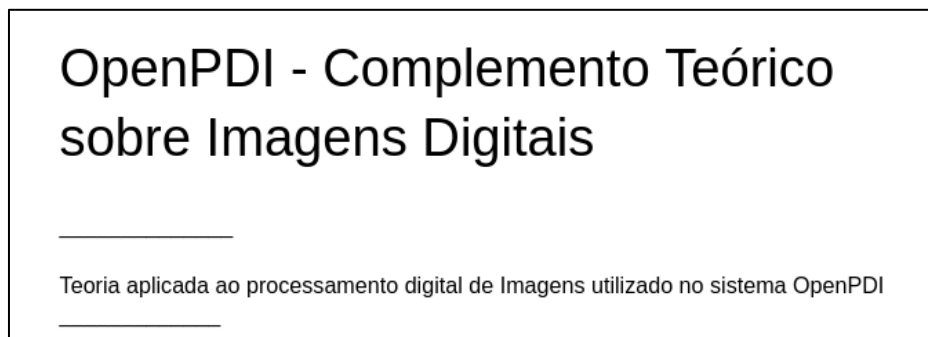 OpenPDI - Complemento Teórico
sobre Imagens Digitais
Teoria aplicada ao processamento digital de Imagens utilizado no sistema OpenPDI